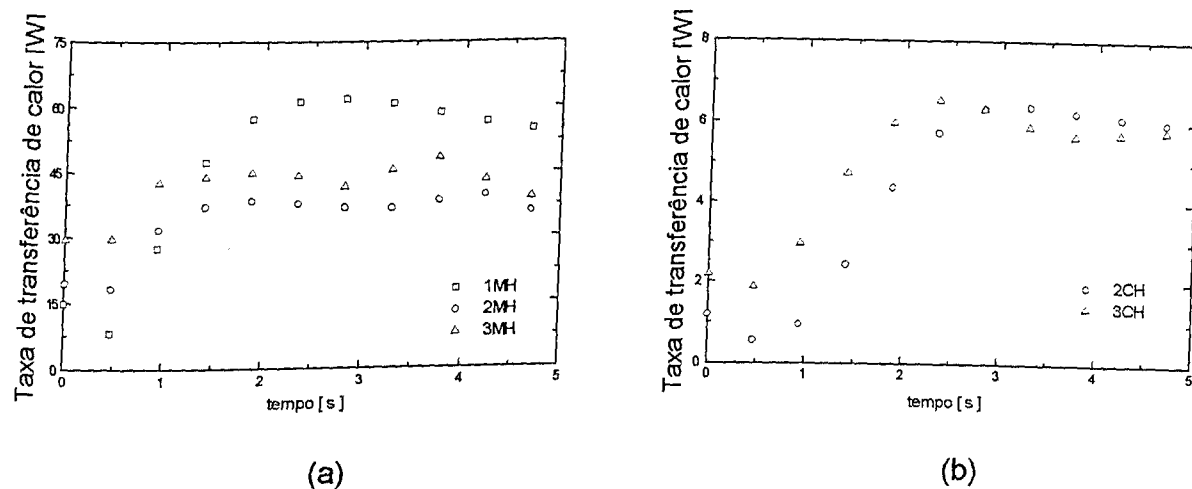 Taxa de transferência de calor [W]
75
60
45
30
15
0
0 1 2 3 4 5
tempo [ s ]
1MH
2MH
3MH
(a)
Taxa de transferência de calor [W]
8
6
4
2
0
0 1 2 3 4 5
tempo [ s ]
2CH
3CH
(b)